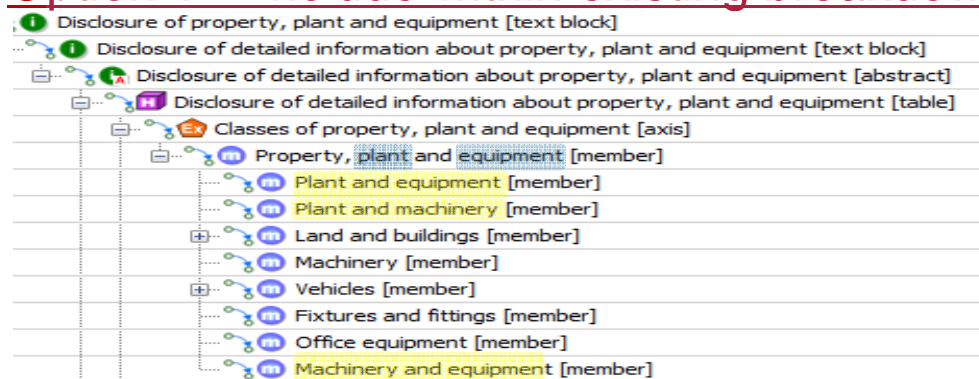 Disclosure of property, plant and equipment [text block]
Disclosure of detailed information about property, plant and equipment [text block]
Disclosure of detailed information about property, plant and equipment [abstract]
Disclosure of detailed information about property, plant and equipment [table]
Classes of property, plant and equipment [axis]
Property, plant and equipment [member]
Plant and equipment [member]
Plant and machinery [member]
Land and buildings [member]
Machinery [member]
Vehicles [member]
Fixtures and fittings [member]
Office equipment [member]
Machinery and equipment [member]